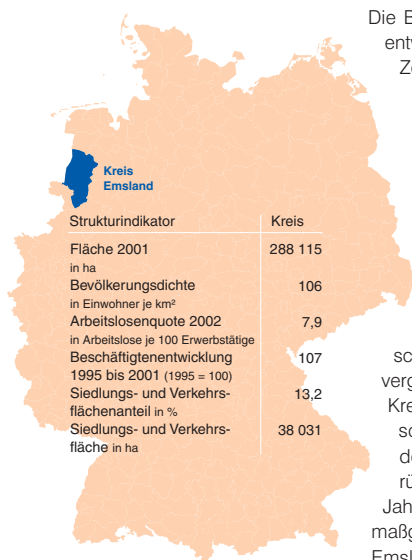 Die B
entw
Ze
Kreis
Emsland
Strukturindikator Kreis
Fläche 2001 288 115
in ha
Bevölkerungsdichte 106
in Einwohner je km²
Arbeitslosenquote 2002 7,9
in Arbeitslose je 100 Erwerbstätige
Beschäftigtenentwicklung 107
1995 bis 2001 (1995 = 100)
Siedlungs- und Verkehrs- 13,2
flächenanteil in %
Siedlungs- und Verkehrs- 38 031
fläche in ha
sc
verg
Kre
sc
de
rü
Jah
maßg
Emsl